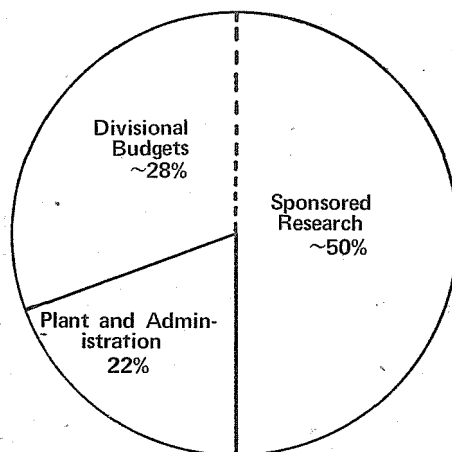 Divisional
Budgets
~28%
Sponsored
Research
~50%
Plant and Admin-
istration
22%